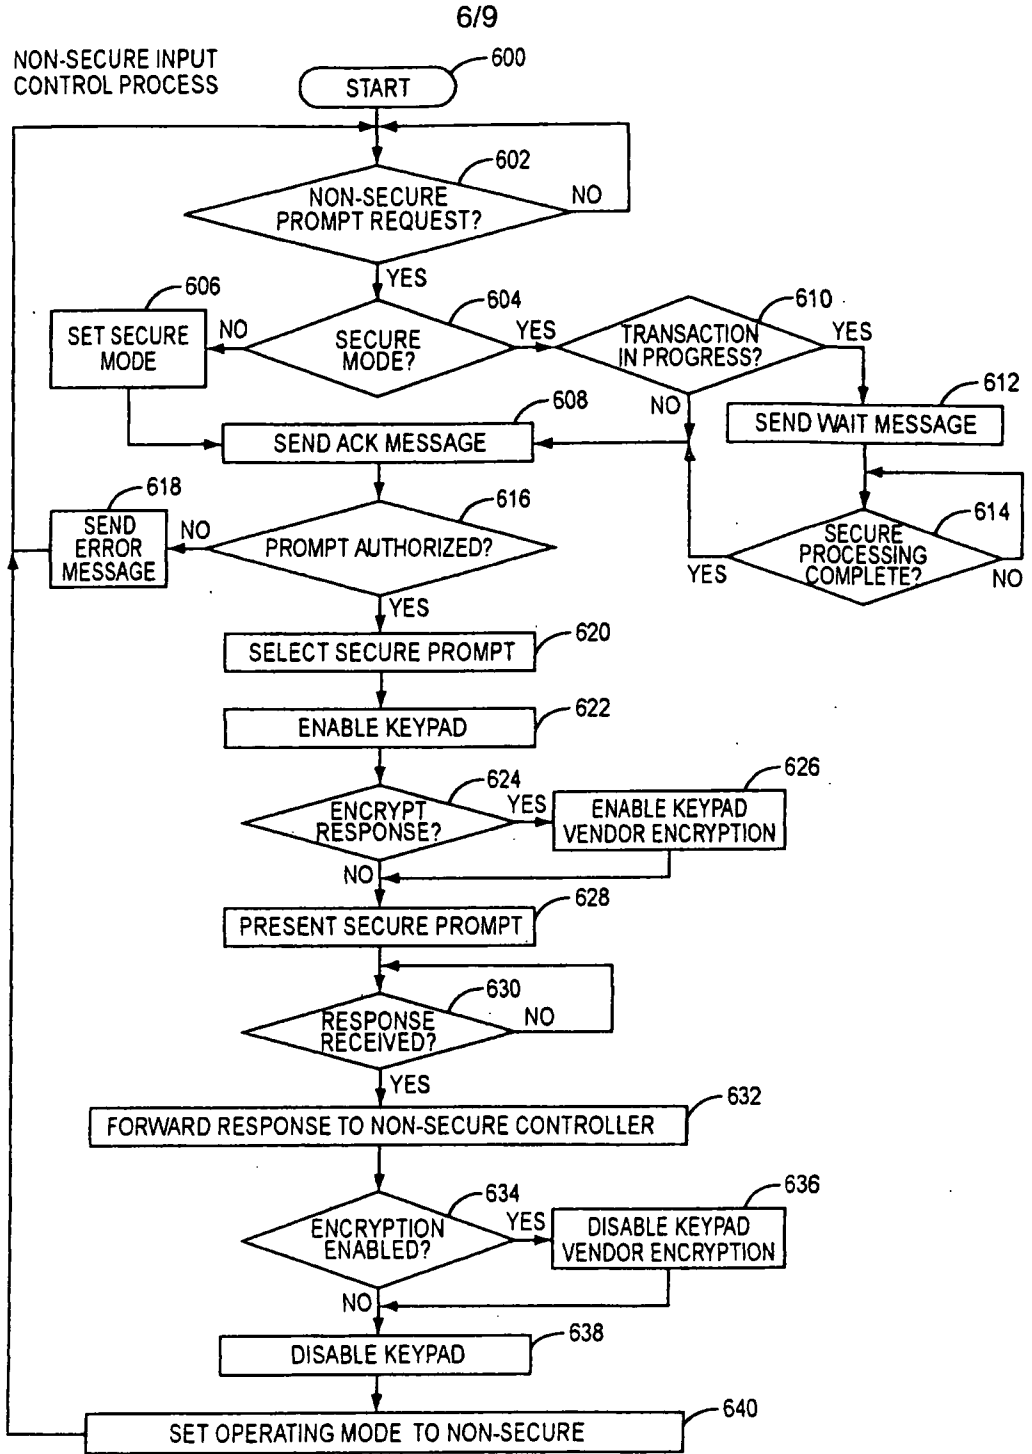 6/9
NON-SECURE INPUT
CONTROL PROCESS
600
START
602
NON-SECURE
PROMPT REQUEST?
NO
YES
606
604
610
SET SECURE
MODE
NO
SECURE
MODE?
YES
TRANSACTION
IN PROGRESS?
YES
612
608
NO
SEND WAIT MESSAGE
SEND ACK MESSAGE
618
616
614
SEND
ERROR
MESSAGE
NO
PROMPT AUTHORIZED?
SECURE
PROCESSING
COMPLETE?
YES
NO
YES
620
SELECT SECURE PROMPT
622
ENABLE KEYPAD
626
624
ENCRYPT
RESPONSE?
YES
ENABLE KEYPAD
VENDOR ENCRYPTION
NO
628
PRESENT SECURE PROMPT
630
RESPONSE
RECEIVED?
NO
YES
632
FORWARD RESPONSE TO NON-SECURE CONTROLLER
636
634
ENCRYPTION
ENABLED?
YES
DISABLE KEYPAD
VENDOR ENCRYPTION
NO
638
DISABLE KEYPAD
640
SET OPERATING MODE TO NON-SECURE